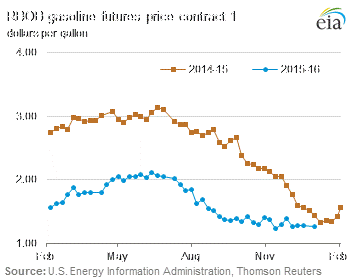 RBOB gasoline futures price contract 1
dollars per gallon
eia
4.00
2014-15
2015-16
3.00
2.00
1.00
Feb
May
Aug
Nov
Feb
Source: U.S. Energy Information Administration, Thomson Reuters